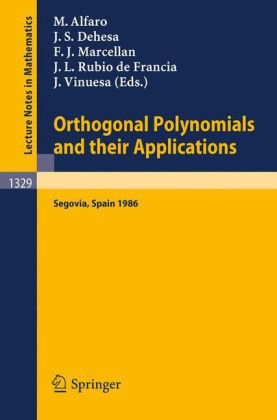 Lecture Notes in Mathematics
1329
M. Alfaro
J. S. Dehesa
F. J. Marcellan
J. L. Rubio de Francia
J. Vinuesa (Eds.)
Orthogonal Polynomials
and their Applications
Segovia, Spain 1986
Springer